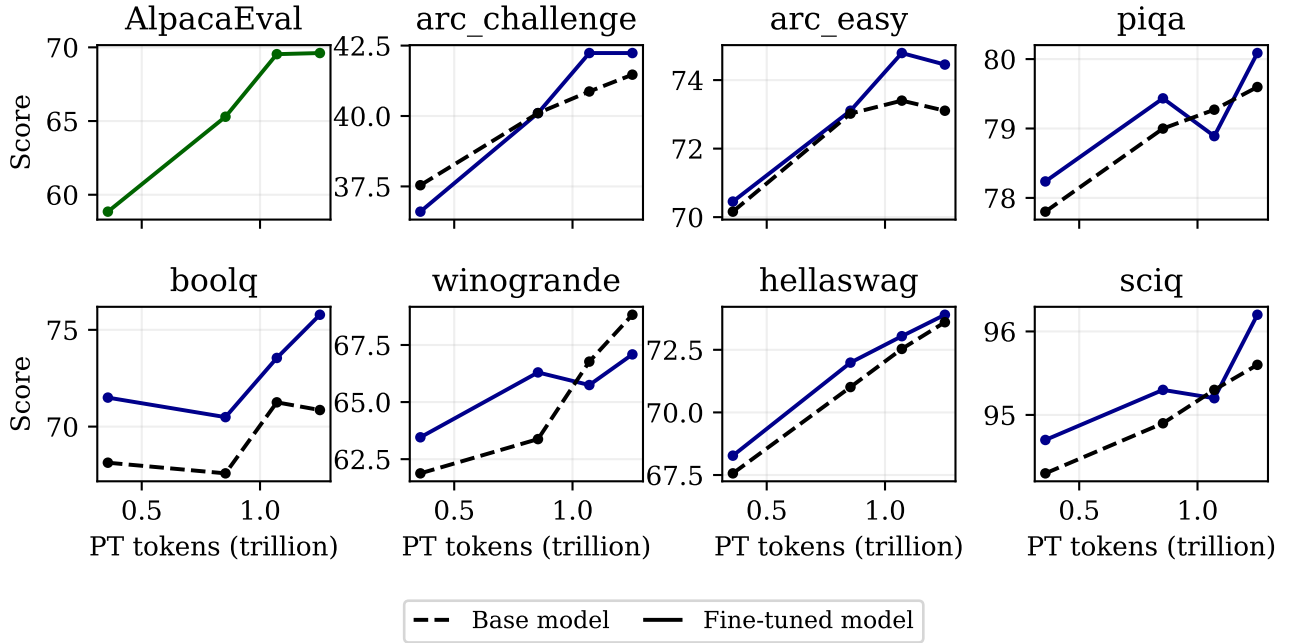 AlpacaEval
arc_challenge
arc_easy
piqa
Score
70
65
60
42.5
40.0
37.5
74
72
70
80
79
78
boolq
winogrande
hellaswag
sciq
Score
75
70
67.5
65.0
62.5
72.5
70.0
67.5
96
95
0.5 1.0
0.5 1.0
0.5 1.0
0.5 1.0
PT tokens (trillion)
PT tokens (trillion)
PT tokens (trillion)
PT tokens (trillion)
Base model
Fine-tuned model